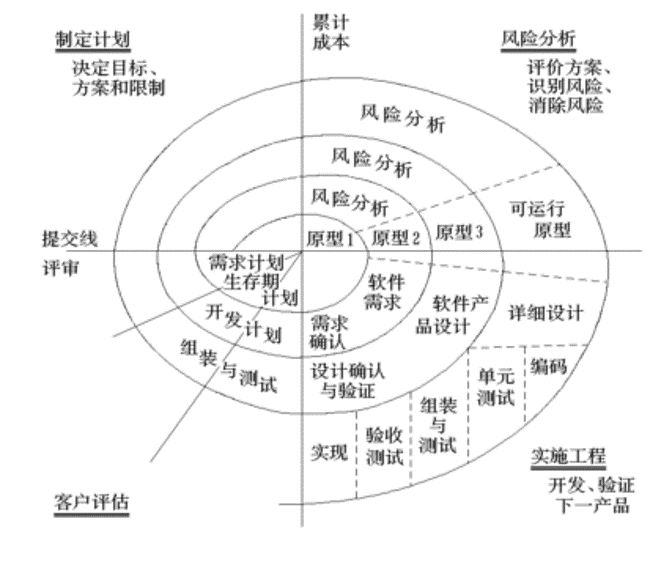 制定计划
决定目标、
方案和限制
累计
成本
风险分析
评价方案、
识别风险、
消除风险
风险分析
风险分析
风险分析
提交线
评审
原型1
原型2
原型3
可运行
原型
需求计划
生存期
计划
开发计划
组装与测试
软件
需求
需求
确认
软件产
品设计
详细设计
设计确认
与验证
实现
验收
测试
组装
与
测试
单元
测试
编码
客户评估
实施工程
开发、验证
下一产品